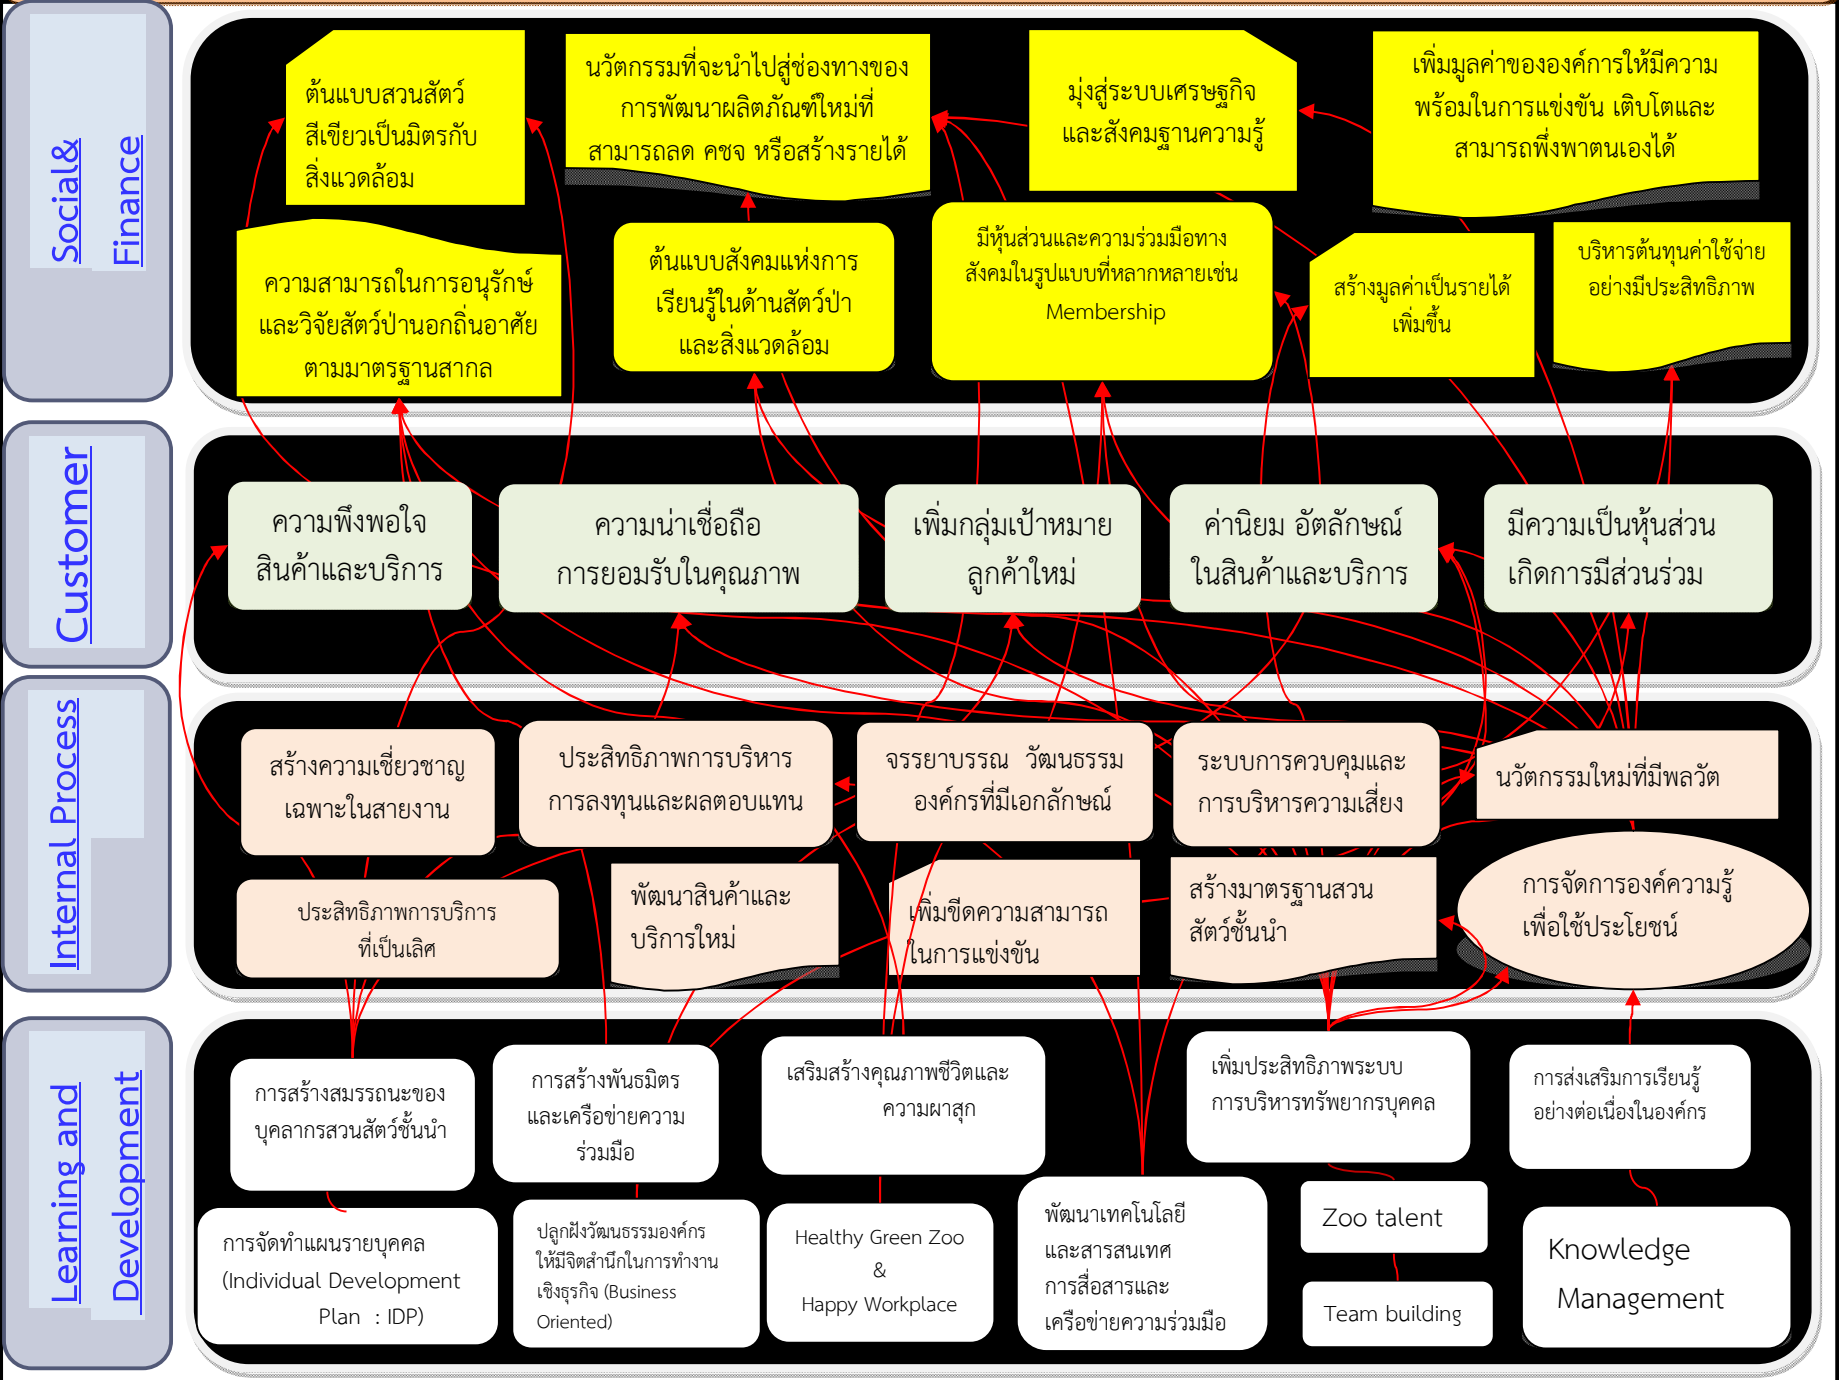 Social&
Finance
ต้นแบบสวนสัตว์
สีเขียวเป็นมิตรกับ
สิ่งแวดล้อม
นวัตกรรมที่จะนำไปสู่ช่องทางของ
การพัฒนาผลิตภัณฑ์ใหม่ที่
สามารถลด คชจ หรือสร้างรายได้
มุ่งสู่ระบบเศรษฐกิจ
และสังคมฐานความรู้
เพิ่มมูลค่าขององค์การให้มีความ
พร้อมในการแข่งขัน เติบโตและ
สามารถพึ่งพาตนเองได้
ความสามารถในการอนุรักษ์
และวิจัยสัตว์ป่านอกถิ่นอาศัย
ตามมาตรฐานสากล
ต้นแบบสังคมแห่งการ
เรียนรู้ในด้านสัตว์ป่า
และสิ่งแวดล้อม
มีหุ้นส่วนและความร่วมมือทาง
สังคมในรูปแบบที่หลากหลายเช่น
Membership
สร้างมูลค่าเป็นรายได้
เพิ่มขึ้น
บริหารต้นทุนค่าใช้จ่าย
อย่างมีประสิทธิภาพ
Customer
ความพึงพอใจ
สินค้าและบริการ
ความน่าเชื่อถือ
การยอมรับในคุณภาพ
เพิ่มกลุ่มเป้าหมาย
ลูกค้าใหม่
ค่านิยม อัตลักษณ์
ในสินค้าและบริการ
มีความเป็นหุ้นส่วน
เกิดการมีส่วนร่วม
Internal Process
สร้างความเชี่ยวชาญ
เฉพาะในสายงาน
ประสิทธิภาพการบริหาร
การลงทุนและผลตอบแทน
จรรยาบรรณ วัฒนธรรม
องค์กรที่มีเอกลักษณ์
ระบบการควบคุมและ
การบริหารความเสี่ยง
นวัตกรรมใหม่ที่มีพลวัต
ประสิทธิภาพการบริการ
ที่เป็นเลิศ
พัฒนาสินค้าและ
บริการใหม่
เพิ่มขีดความสามารถ
ในการแข่งขัน
สร้างมาตรฐานสวน
สัตว์ชั้นนำ
การจัดการองค์ความรู้
เพื่อใช้ประโยชน์
Learning and
Development
การสร้างสมรรถนะของ
บุคลากรสวนสัตว์ชั้นนำ
การสร้างพันธมิตร
และเครือข่ายความ
ร่วมมือ
เสริมสร้างคุณภาพชีวิตและ
ความผาสุก
เพิ่มประสิทธิภาพระบบ
การบริหารทรัพยากรบุคคล
การส่งเสริมการเรียนรู้
อย่างต่อเนื่องในองค์กร
การจัดทำแผนรายบุคคล
(Individual Development
Plan : IDP)
ปลูกฝังวัฒนธรรมองค์กร
ให้มีจิตสำนึกในการทำงาน
เชิงธุรกิจ (Business
Oriented)
Healthy Green Zoo
&
Happy Workplace
พัฒนาเทคโนโลยี
และสารสนเทศ
การสื่อสารและ
เครือข่ายความร่วมมือ
Zoo talent
Team building
Knowledge
Management